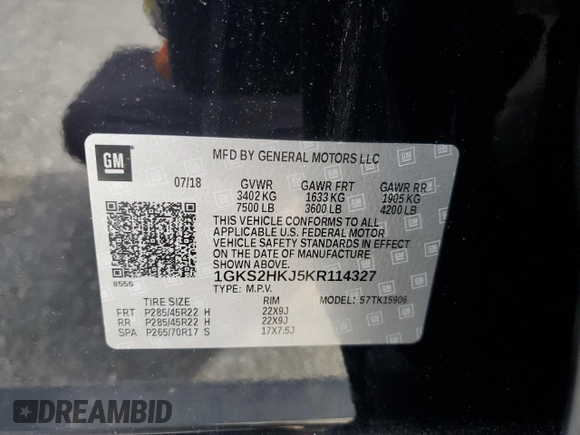 GM
MFD BY GENERAL MOTORS LLC
07/18 GVWR GAWR FRT GAWR RR
3402 KG 1633 KG 1905 KG
7500 LB 3600 LB 4200 LB
THIS VEHICLE CONFORMS TO ALL
APPLICABLE U.S. FEDERAL MOTOR
VEHICLE SAFETY STANDARDS IN EFFECT
ON THE DATE OF MANUFACTURE
SHOWN ABOVE.
1GKS2HKJ5KR114327
8555 TYPE: M.P.V.
TIRE SIZE RIM MODEL: 57TK15906
FRT P285/45R22 H 22X9J
RR P285/45R22 H 22X9J
SPA P265/70R17 S 17X7.5J
DREAMBID